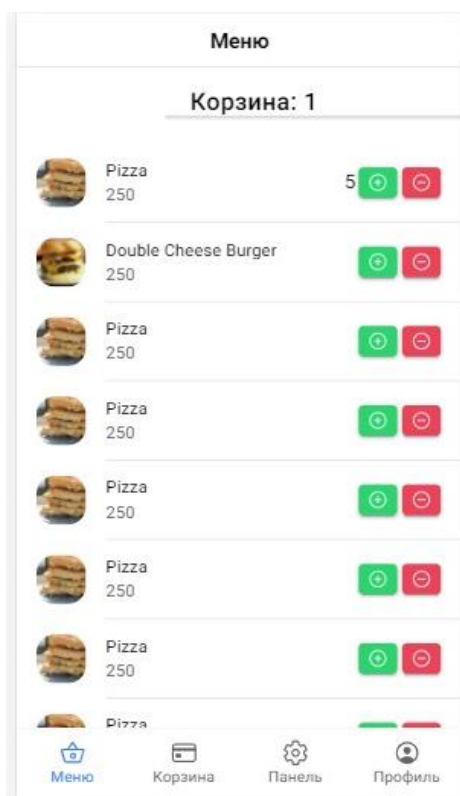 Меню
Корзина: 1
Pizza
250
5
Double Cheese Burger
250
Pizza
250
Pizza
250
Pizza
250
Pizza
250
Pizza
250
Pizza
Меню Корзина Панель Профиль